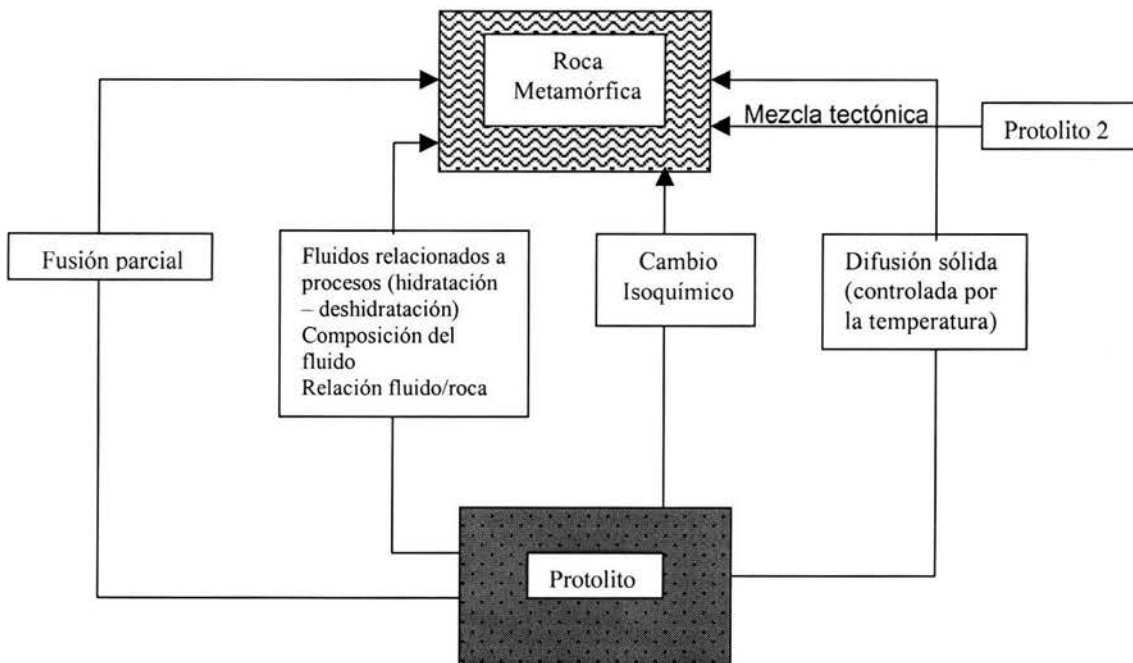 Roca
Metamórfica
Mezcla tectónica
Protolito 2
Fusión parcial
Fluidos relacionados a
procesos (hidratación
– deshidratación)
Composición del
fluido
Relación fluido/roca
Cambio
Isoquímico
Difusión sólida
(controlada por
la temperatura)
Protolito